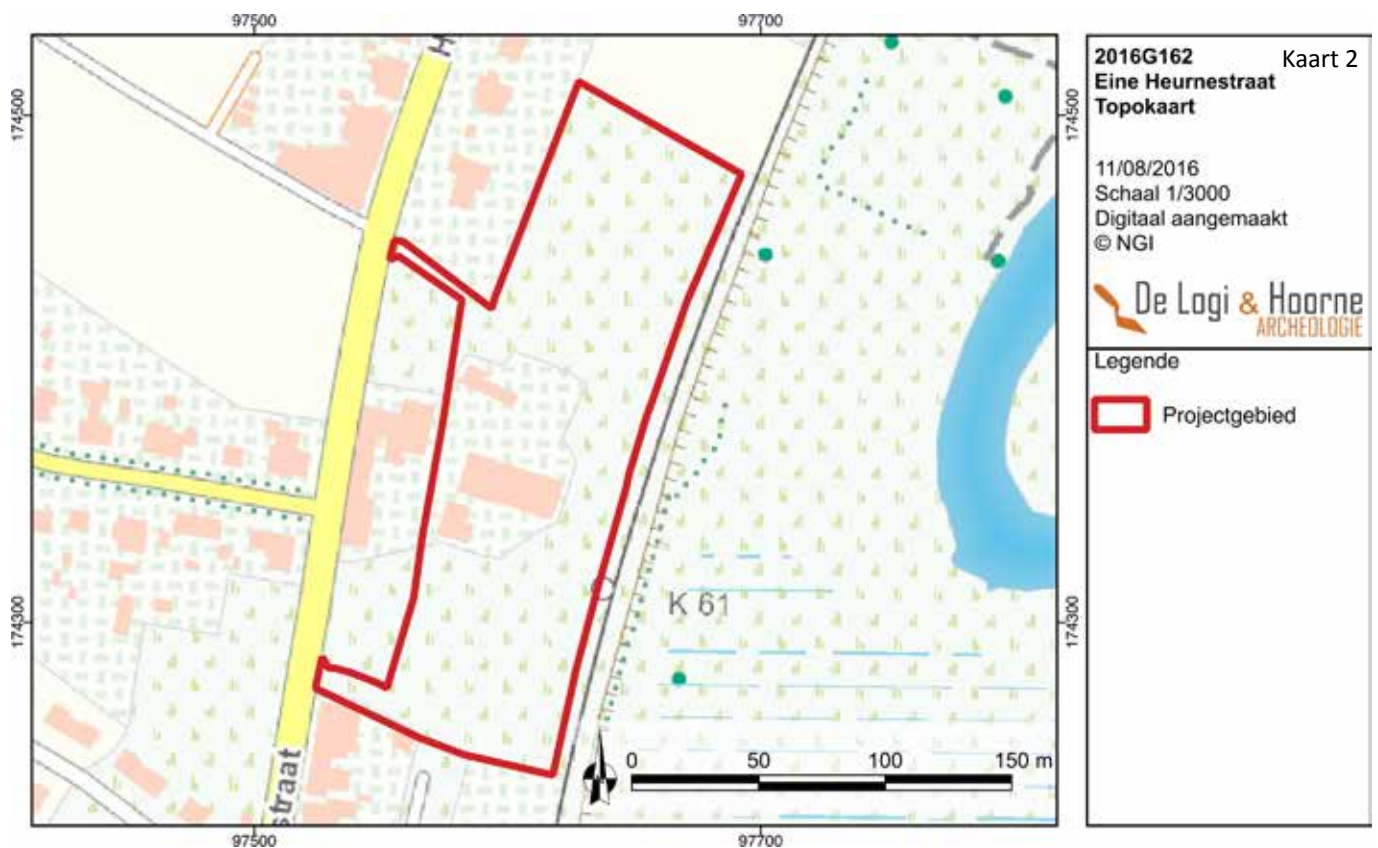 97500
97700
174500
174500
H
K 61
174300
174300
straat
0 50 100 150 m
97500
97700
2016G162 Kaart 2
Eine Heurnestraat
Topokaart
11/08/2016
Schaal 1/3000
Digitaal aangemaakt
© NGI
De Logi & Hoorne
ARCHEOLOGIE
Legende
Projectgebied